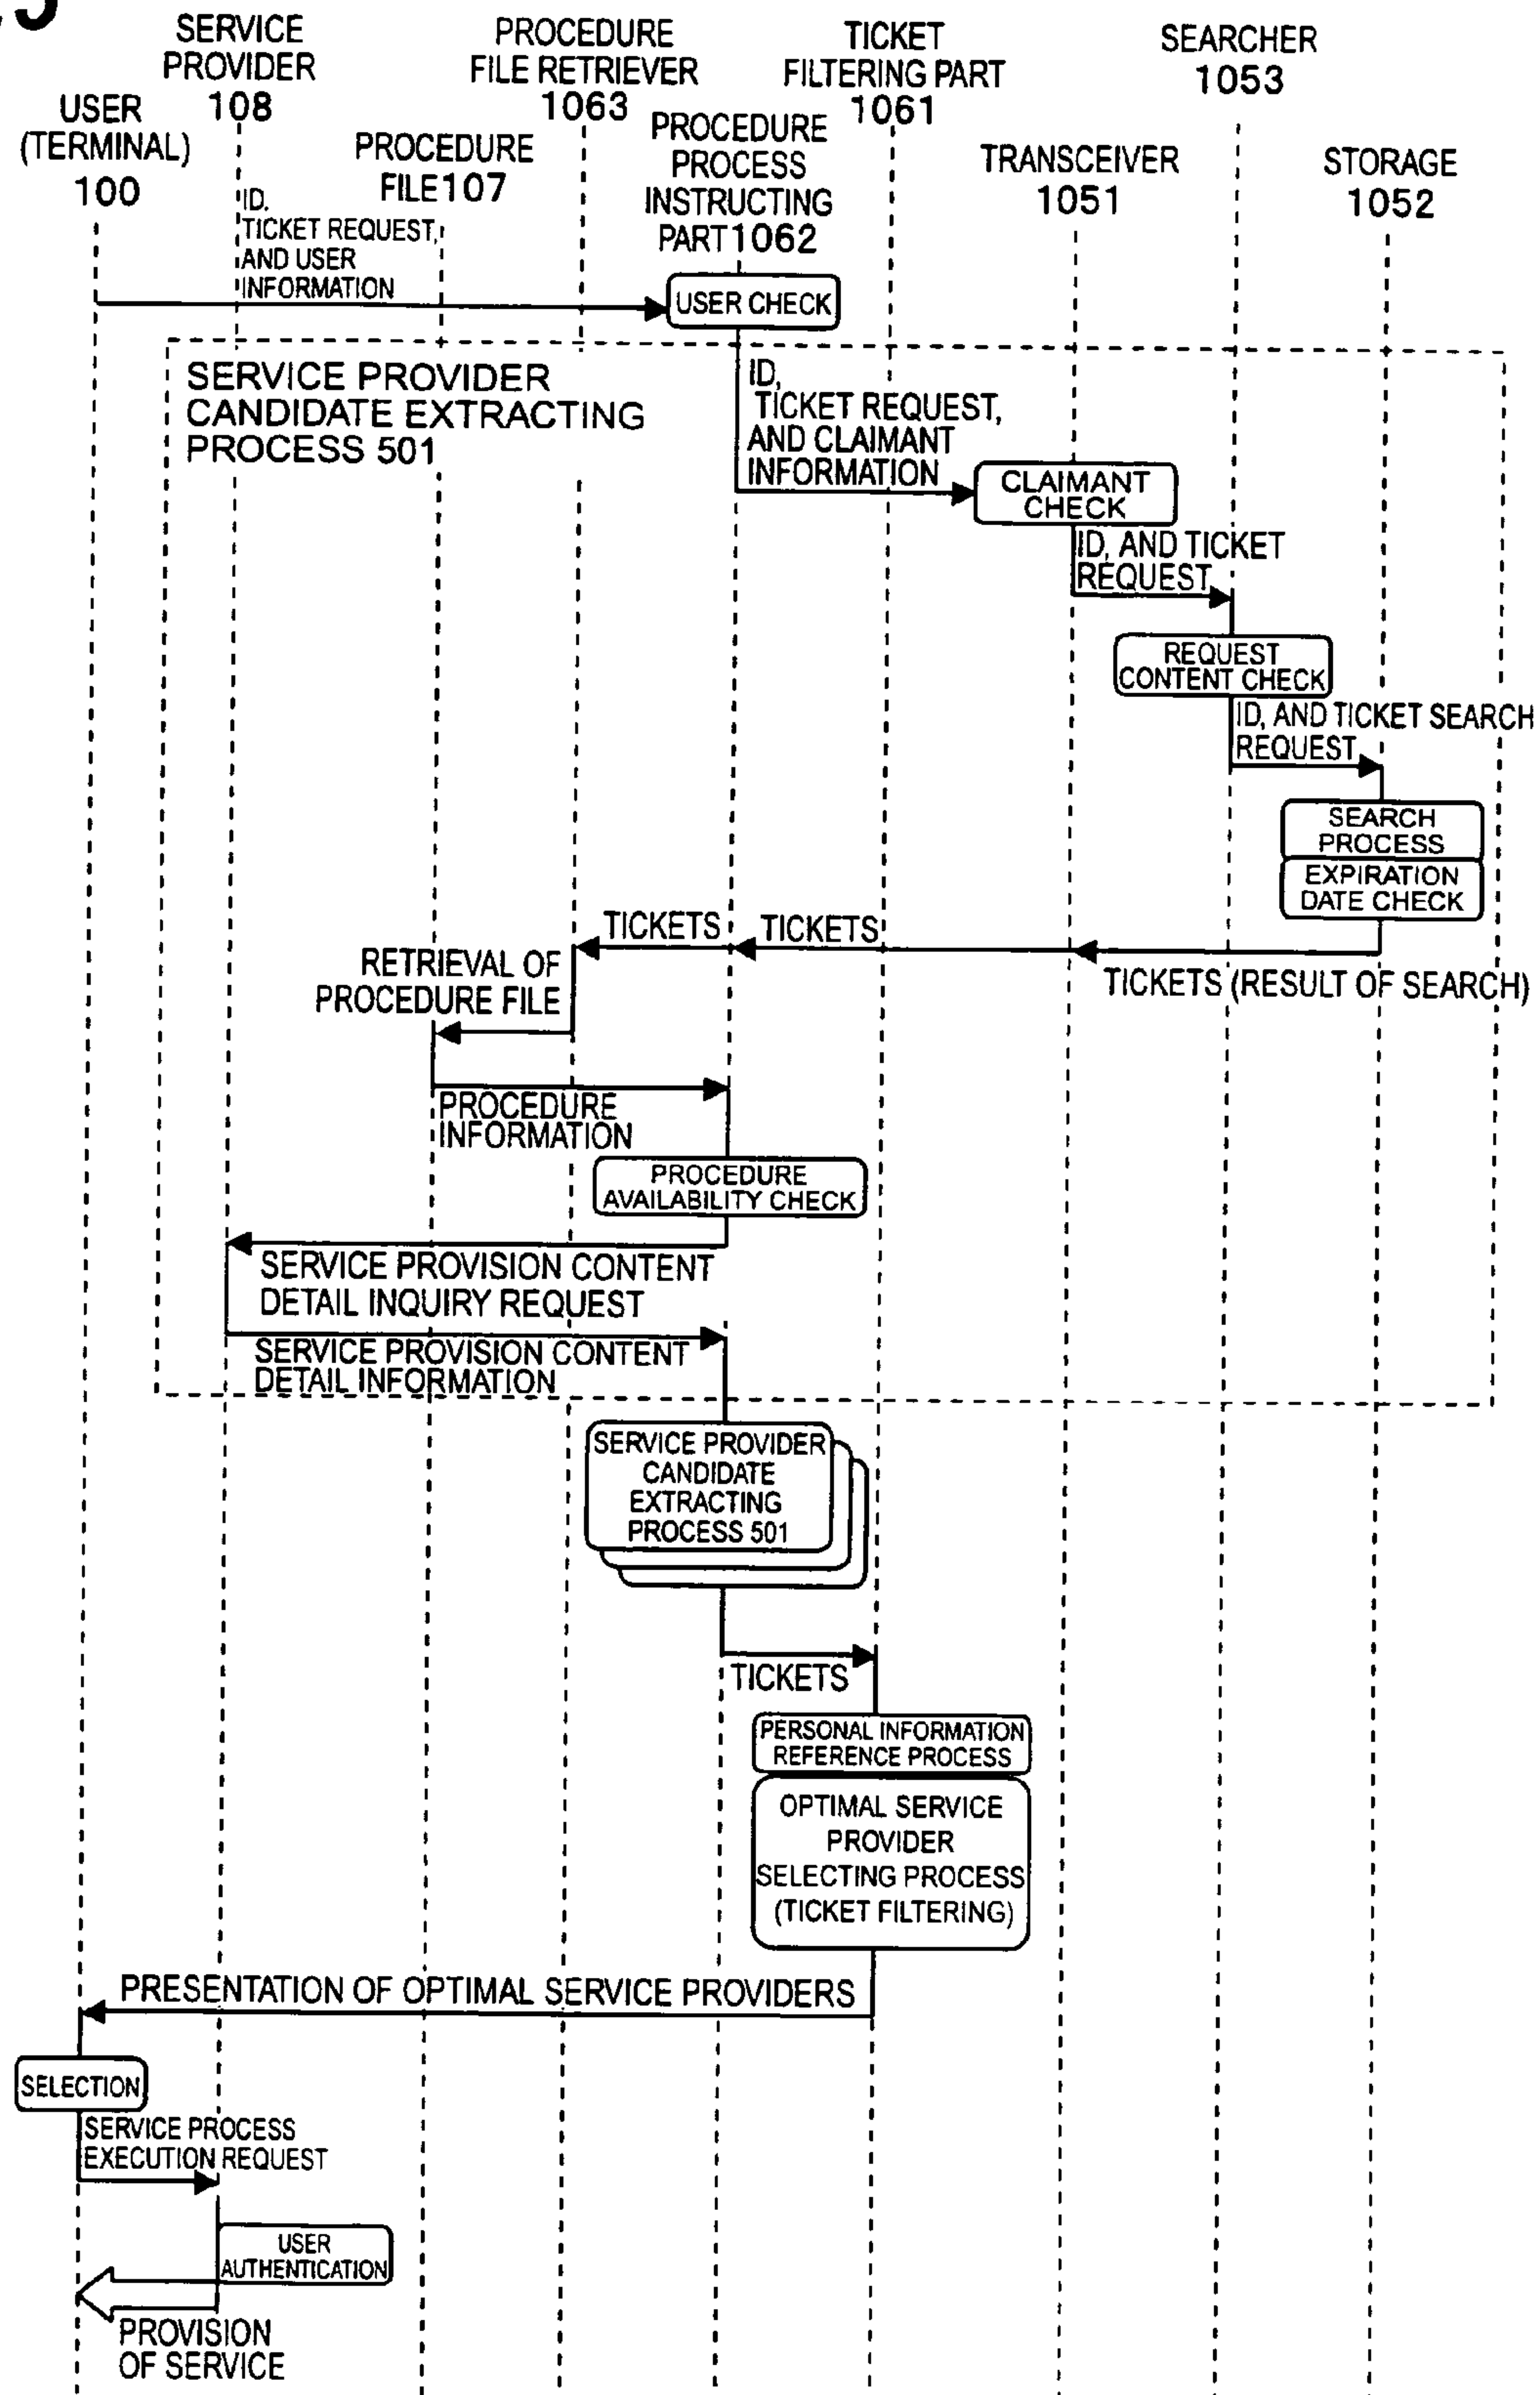 SERVICE
PROVIDER
108
PROCEDURE
FILE RETRIEVER
1063
TICKET
FILTERING PART
1061
SEARCHER
1053
USER
(TERMINAL)
100
PROCEDURE
FILE107
PROCEDURE
PROCESS
INSTRUCTING
PART1062
TRANSCEIVER
1051
STORAGE
1052
ID,
TICKET REQUEST,
AND USER
INFORMATION
USER CHECK
SERVICE PROVIDER
CANDIDATE EXTRACTING
PROCESS 501
ID,
TICKET REQUEST,
AND CLAIMANT
INFORMATION
CLAIMANT
CHECK
ID, AND TICKET
REQUEST
REQUEST
CONTENT CHECK
ID, AND TICKET SEARCH
REQUEST
SEARCH
PROCESS
EXPIRATION
DATE CHECK
TICKETS
TICKETS
TICKETS (RESULT OF SEARCH)
RETRIEVAL OF
PROCEDURE FILE
PROCEDURE
INFORMATION
PROCEDURE
AVAILABILITY CHECK
SERVICE PROVISION CONTENT
DETAIL INQUIRY REQUEST
SERVICE PROVISION CONTENT
DETAIL INFORMATION
SERVICE PROVIDER
CANDIDATE
EXTRACTING
PROCESS 501
TICKETS
PERSONAL INFORMATION
REFERENCE PROCESS
OPTIMAL SERVICE
PROVIDER
SELECTING PROCESS
(TICKET FILTERING)
PRESENTATION OF OPTIMAL SERVICE PROVIDERS
SELECTION
SERVICE PROCESS
EXECUTION REQUEST
USER
AUTHENTICATION
PROVISION
OF SERVICE